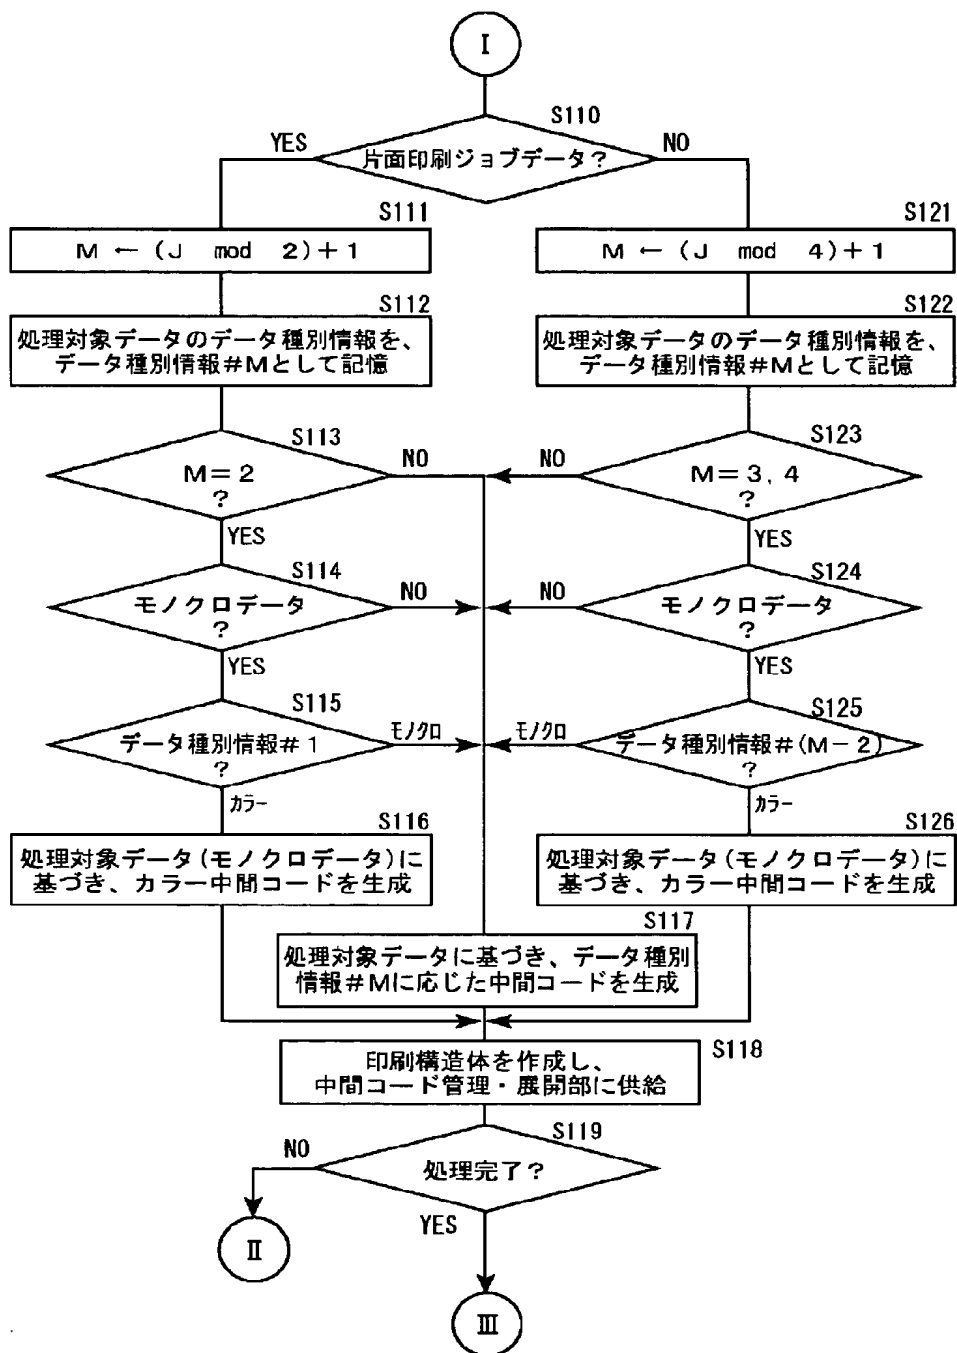 I
S110
YES
片面印刷ジョブデータ?
NO
S111
M ← (J mod 2)+1
S121
M ← (J mod 4)+1
S112
処理対象データのデータ種別情報を、
データ種別情報#Mとして記憶
S122
処理対象データのデータ種別情報を、
データ種別情報#Mとして記憶
S113
M=2
?
NO
YES
S123
NO
M=3, 4
?
YES
S114
モノクロデータ
?
NO
YES
S124
NO
モノクロデータ
?
YES
S115
データ種別情報#1
?
モノクロ
カラー
S125
モノクロ
データ種別情報#(M-2)
?
カラー
S116
処理対象データ(モノクロデータ)に
基づき、カラー中間コードを生成
S126
処理対象データ(モノクロデータ)に
基づき、カラー中間コードを生成
S117
処理対象データに基づき、データ種別
情報#Mに応じた中間コードを生成
S118
印刷構造体を作成し、
中間コード管理・展開部に供給
S119
NO
処理完了?
YES
II
III